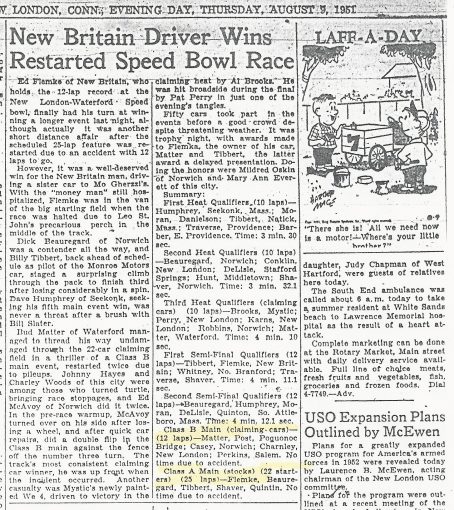 W LONDON, CONN., EVENING DAY, THURSDAY, AUGUST 9, 1951
New Britain Driver Wins
Restarted Speed Bowl Race
Ed Flemke of New Britain, who
holds the 12-lap record at the
New London-Waterford Speed
bowl, finally had his turn at win-
ning a longer event last night, al-
though actually it was another
short distance affair after the
scheduled 25-lap feature was re-
started due to an accident with 12
laps to go.
However, it was a well-deserved
win for the New Britain man, driv-
ing a sister car to Mo Gherzzi's.
With the "money man" still hos-
pitalized, Flemke was in the van
of the big starting field when the
race was halted due to Leo St.
John's precarious perch in the
middle of the track.
Dick Beauregard of Norwich
was a contender all the way, and
Billy Tibbert, back ahead of sched-
ule as pilot of the Monroe Motors
car, staged a surprising climb
through the pack to finish third
after losing considerably in a spin.
Dave Humphrey of Seekonk, seek-
ing his fifth main event win, was
never a threat after a brush with
Bill Slater.
Bud Matter of Waterford man-
aged to thread his way undam-
aged through the 22-car claiming
field in a thriller of a Class B
main event, restarted twice due
to pileups. Johnny Hayes and
Charley Woods of this city were
among those who turned turtle,
bringing race stoppages, and Ed
McAvoy of Norwich did it twice.
In the pre-race warmup, McAvoy
turned over on his side after los-
ing a wheel, and after quick car
repairs, did a double flip in the
Class B main against the fence
off the number three turn. The
track's most consistent claiming
car winner, he was up front when
the incident occurred. Another
casualty was Mystic's newly paint-
ed We 4, driven to victory in the
claiming heat by Al Brooks. He
was hit broadside during the final
by Pat Perry in just one of the
evening's tangles.
Fifty cars took part in the
events before a good crowd de-
spite threatening weather. It was
trophy night, with awards made
to Flemke, the owner of his car,
Matter and Tibbert, the latter
award a delayed presentation. Do-
ing the honors were Mildred Oskin
of Norwich and Mary Ann Ever-
ett of this city.
Summary:
First Heat Qualifiers (10 laps)—
Humphrey, Seekonk, Mass.; Mo-
ran, Danielson; Tibbert, Natick,
Mass.; Traverse, Providence; Bar-
ber, E. Providence. Time: 3 min. 30
sec.
Second Heat Qualifiers (10 laps)
—Beauregard, Norwich; Conklin,
New London; DeLisle, Stafford
Springs; Hunt, Middletown; Sha-
ver, Norwich. Time: 3 min. 32.1
sec.
Third Heat Qualifiers (claiming
cars) (10 laps)—Brooks, Mystic;
Perry, New London; Karns, New
London; Robbins, Norwich; Mat-
ter, Waterford. Time: 4 min. 10
sec.
First Semi-Final Qualifiers (12
laps)—Tibbert, Flemke, New Brit-
ain; Whitney, No. Branford; Tra-
verse, Shaver, Time: 4 min. 11.1
sec.
Second Semi-Final Qualifiers (12
laps)—Beauregard, Humphrey, Mo-
ran, DeLisle, Quinton, So. Attle-
boro, Mass. Time: 4 min. 12.1 sec.
Class B Main (claiming cars)—
(12 laps)—Matter, Post, Poquonoc
Bridge; Casey, Norwich; Charnley,
New London; Perkins, Salem. No
time due to accident.
Class A Main (stocks) (22 start-
ers) (25 laps)—Flemke, Beaure-
gard, Tibbert, Shaver, Quintin. No
time due to accident.
LAFF-A-DAY
8-9
"There she is! All we need now
is a motor!—Where's your little
brother?"
daughter, Judy Chapman of West
Hartford, were guests of relatives
here today.
The South End ambulance was
called about 6 a.m. today to take
a summer resident at White Sands
beach to Lawrence Memorial hos-
pital as the result of a heart at-
tack.
Complete marketing can be done
at the Rotary Market, Main street
with daily delivery service avail-
able. Full line of choice meats,
fresh fruits and vegetables, fish,
groceries and frozen foods. Dial
4-7749.—Adv.
USO Expansion Plans
Outlined by McEwen
Plans for a greatly expanded
USO program for America's armed
forces in 1952 were revealed today
by Laurence B. McEwen, acting
chairman of the New London USO
committee.
Plans for the program were out-
lined at a recent meeting of the